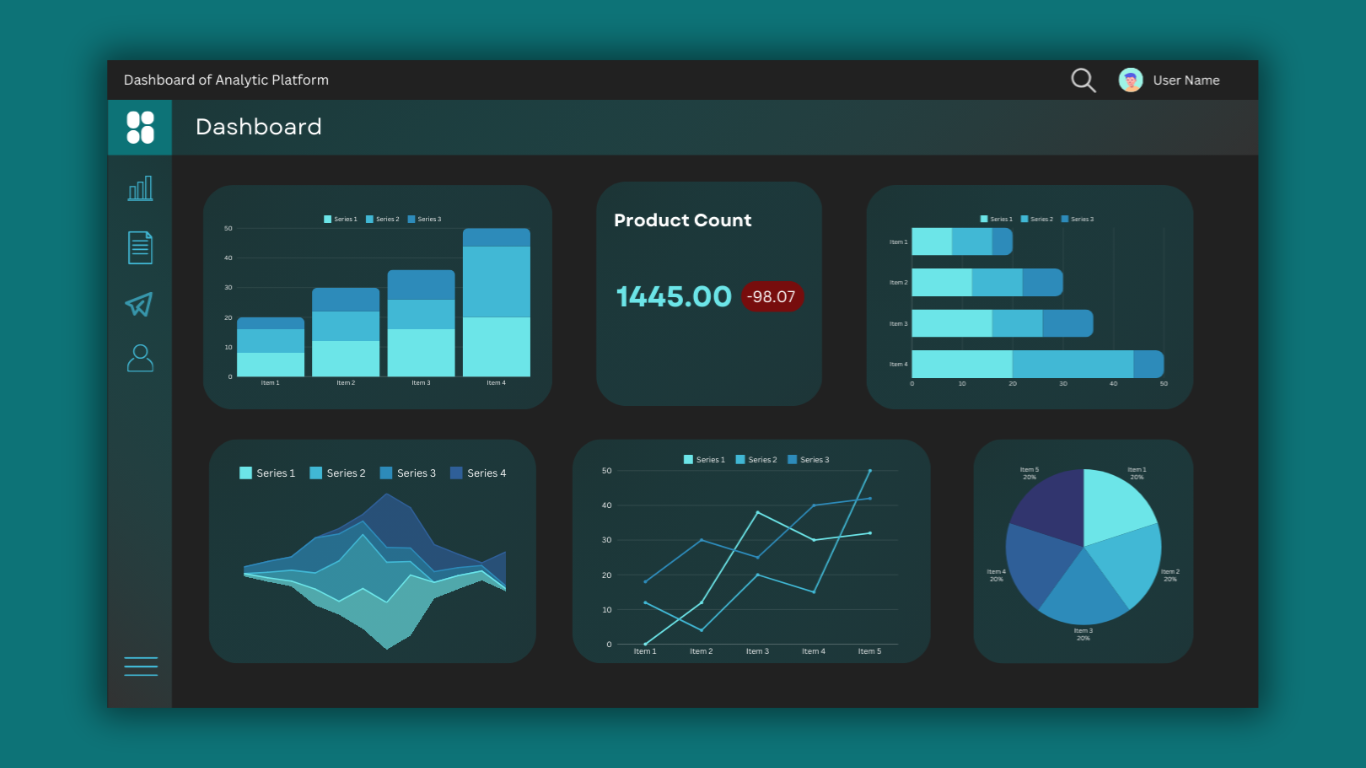 Dashboard of Analytic Platform
User Name
Dashboard
Series 1 Series 2 Series 3
50
40
30
20
10
0
Item 1 Item 2 Item 3 Item 4
Product Count
1445.00 -98.07
Series 1 Series 2 Series 3
Item 1
Item 2
Item 3
Item 4
0 10 20 30 40 50
Series 1 Series 2 Series 3 Series 4
Series 1 Series 2 Series 3
50
40
30
20
10
0
Item 1 Item 2 Item 3 Item 4 Item 5
Item 5
20%
Item 1
20%
Item 4
20%
Item 2
20%
Item 3
20%